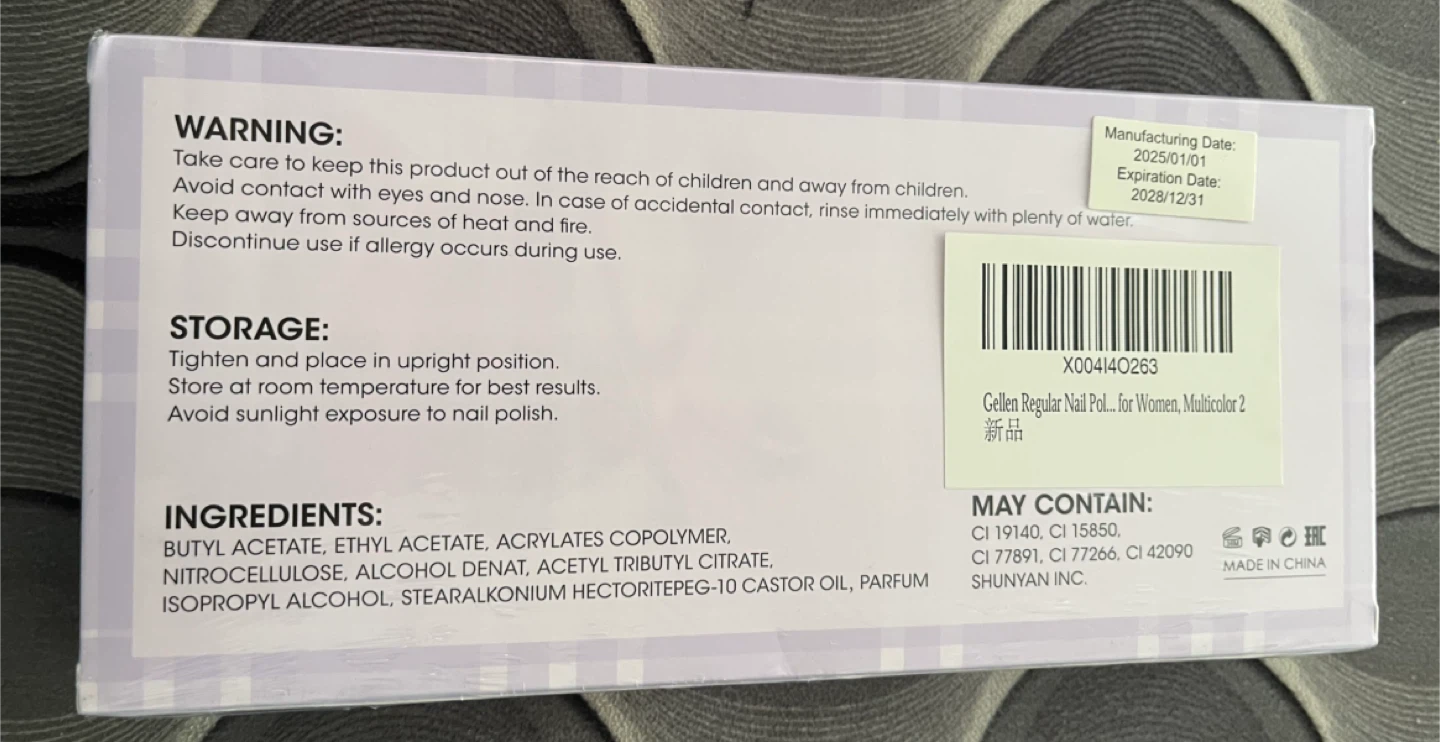 WARNING:
Take care to keep this product out of the reach of children and away from children.
Avoid contact with eyes and nose. In case of accidental contact, rinse immediately with plenty of water.
Keep away from sources of heat and fire.
Discontinue use if allergy occurs during use.
Manufacturing Date:
2025/01/01
Expiration Date:
2028/12/31
STORAGE:
Tighten and place in upright position.
Store at room temperature for best results.
Avoid sunlight exposure to nail polish.
X004I4O263
Gellen Regular Nail Pol... for Women, Multicolor 2
新品
INGREDIENTS:
BUTYL ACETATE, ETHYL ACETATE, ACRYLATES COPOLYMER,
NITROCELLULOSE, ALCOHOL DENAT, ACETYL TRIBUTYL CITRATE,
ISOPROPYL ALCOHOL, STEARALKONIUM HECTORITEPEG-10 CASTOR OIL, PARFUM
MAY CONTAIN:
CI 19140, CI 15850,
CI 77891, CI 77266, CI 42090
SHUNYAN INC.
EAC
MADE IN CHINA